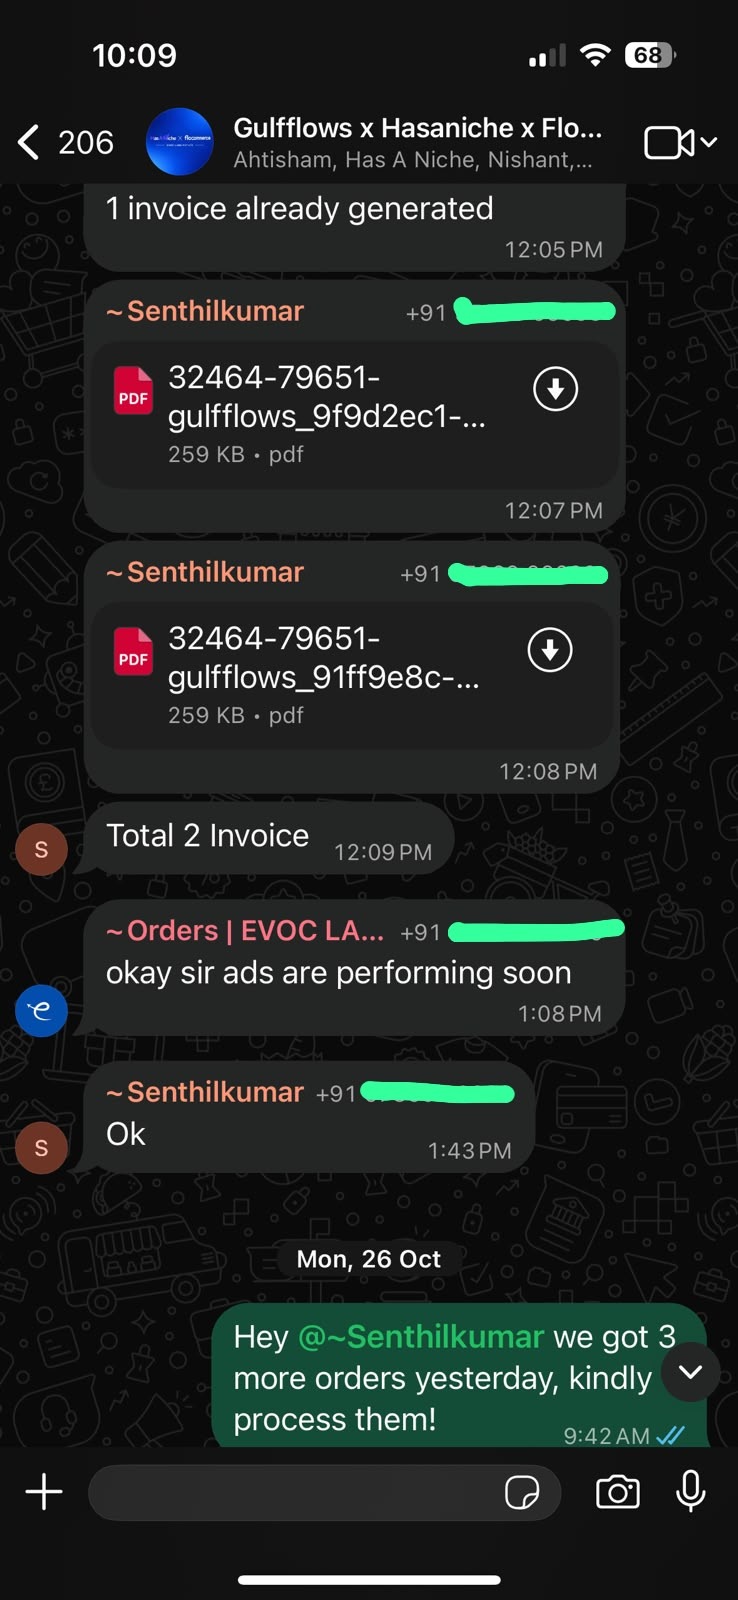 10:09
68
206
Gulfflows x Hasaniche x Flo...
Ahtisham, Has A Niche, Nishant,...
1 invoice already generated
12:05 PM
~Senthilkumar +91
PDF
32464-79651-
gulfflows_9f9d2ec1-...
259 KB • pdf
12:07 PM
~Senthilkumar +91
PDF
32464-79651-
gulfflows_91ff9e8c-...
259 KB • pdf
12:08 PM
S
Total 2 Invoice 12:09 PM
~Orders | EVOC LA... +91
okay sir ads are performing soon
1:08 PM
~Senthilkumar +91
S
Ok
1:43 PM
Mon, 26 Oct
Hey @~Senthilkumar we got 3
more orders yesterday, kindly
process them!
9:42 AM